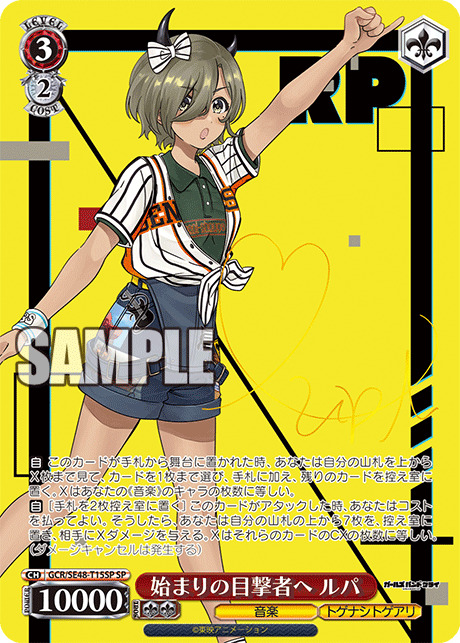 LEVEL
3
2
COST
RP
SEN
S
SAMPLE
自 このカードが手札から舞台に置かれた時、あなたは自分の山札を上から
X枚まで見て、カードを1枚まで選び、手札に加え、残りのカードを控え室に
置く。Xはあなたの《音楽》のキャラの枚数に等しい。
自 [手札を2枚控え室に置く] このカードがアタックした時、あなたはコスト
を払ってよい。そうしたら、あなたは自分の山札の上から7枚を、控え室に
置き、相手にXダメージを与える。Xはそれらのカードのcxの枚数に等しい。
(ダメージキャンセルは発生する)
CH GCR/SE48-T15SP SP
ガールズバンドクライ
POWER
10000
SOUL
始まりの目撃者へ ルパ
音楽
トゲナシトゲアリ
©東映アニメーション